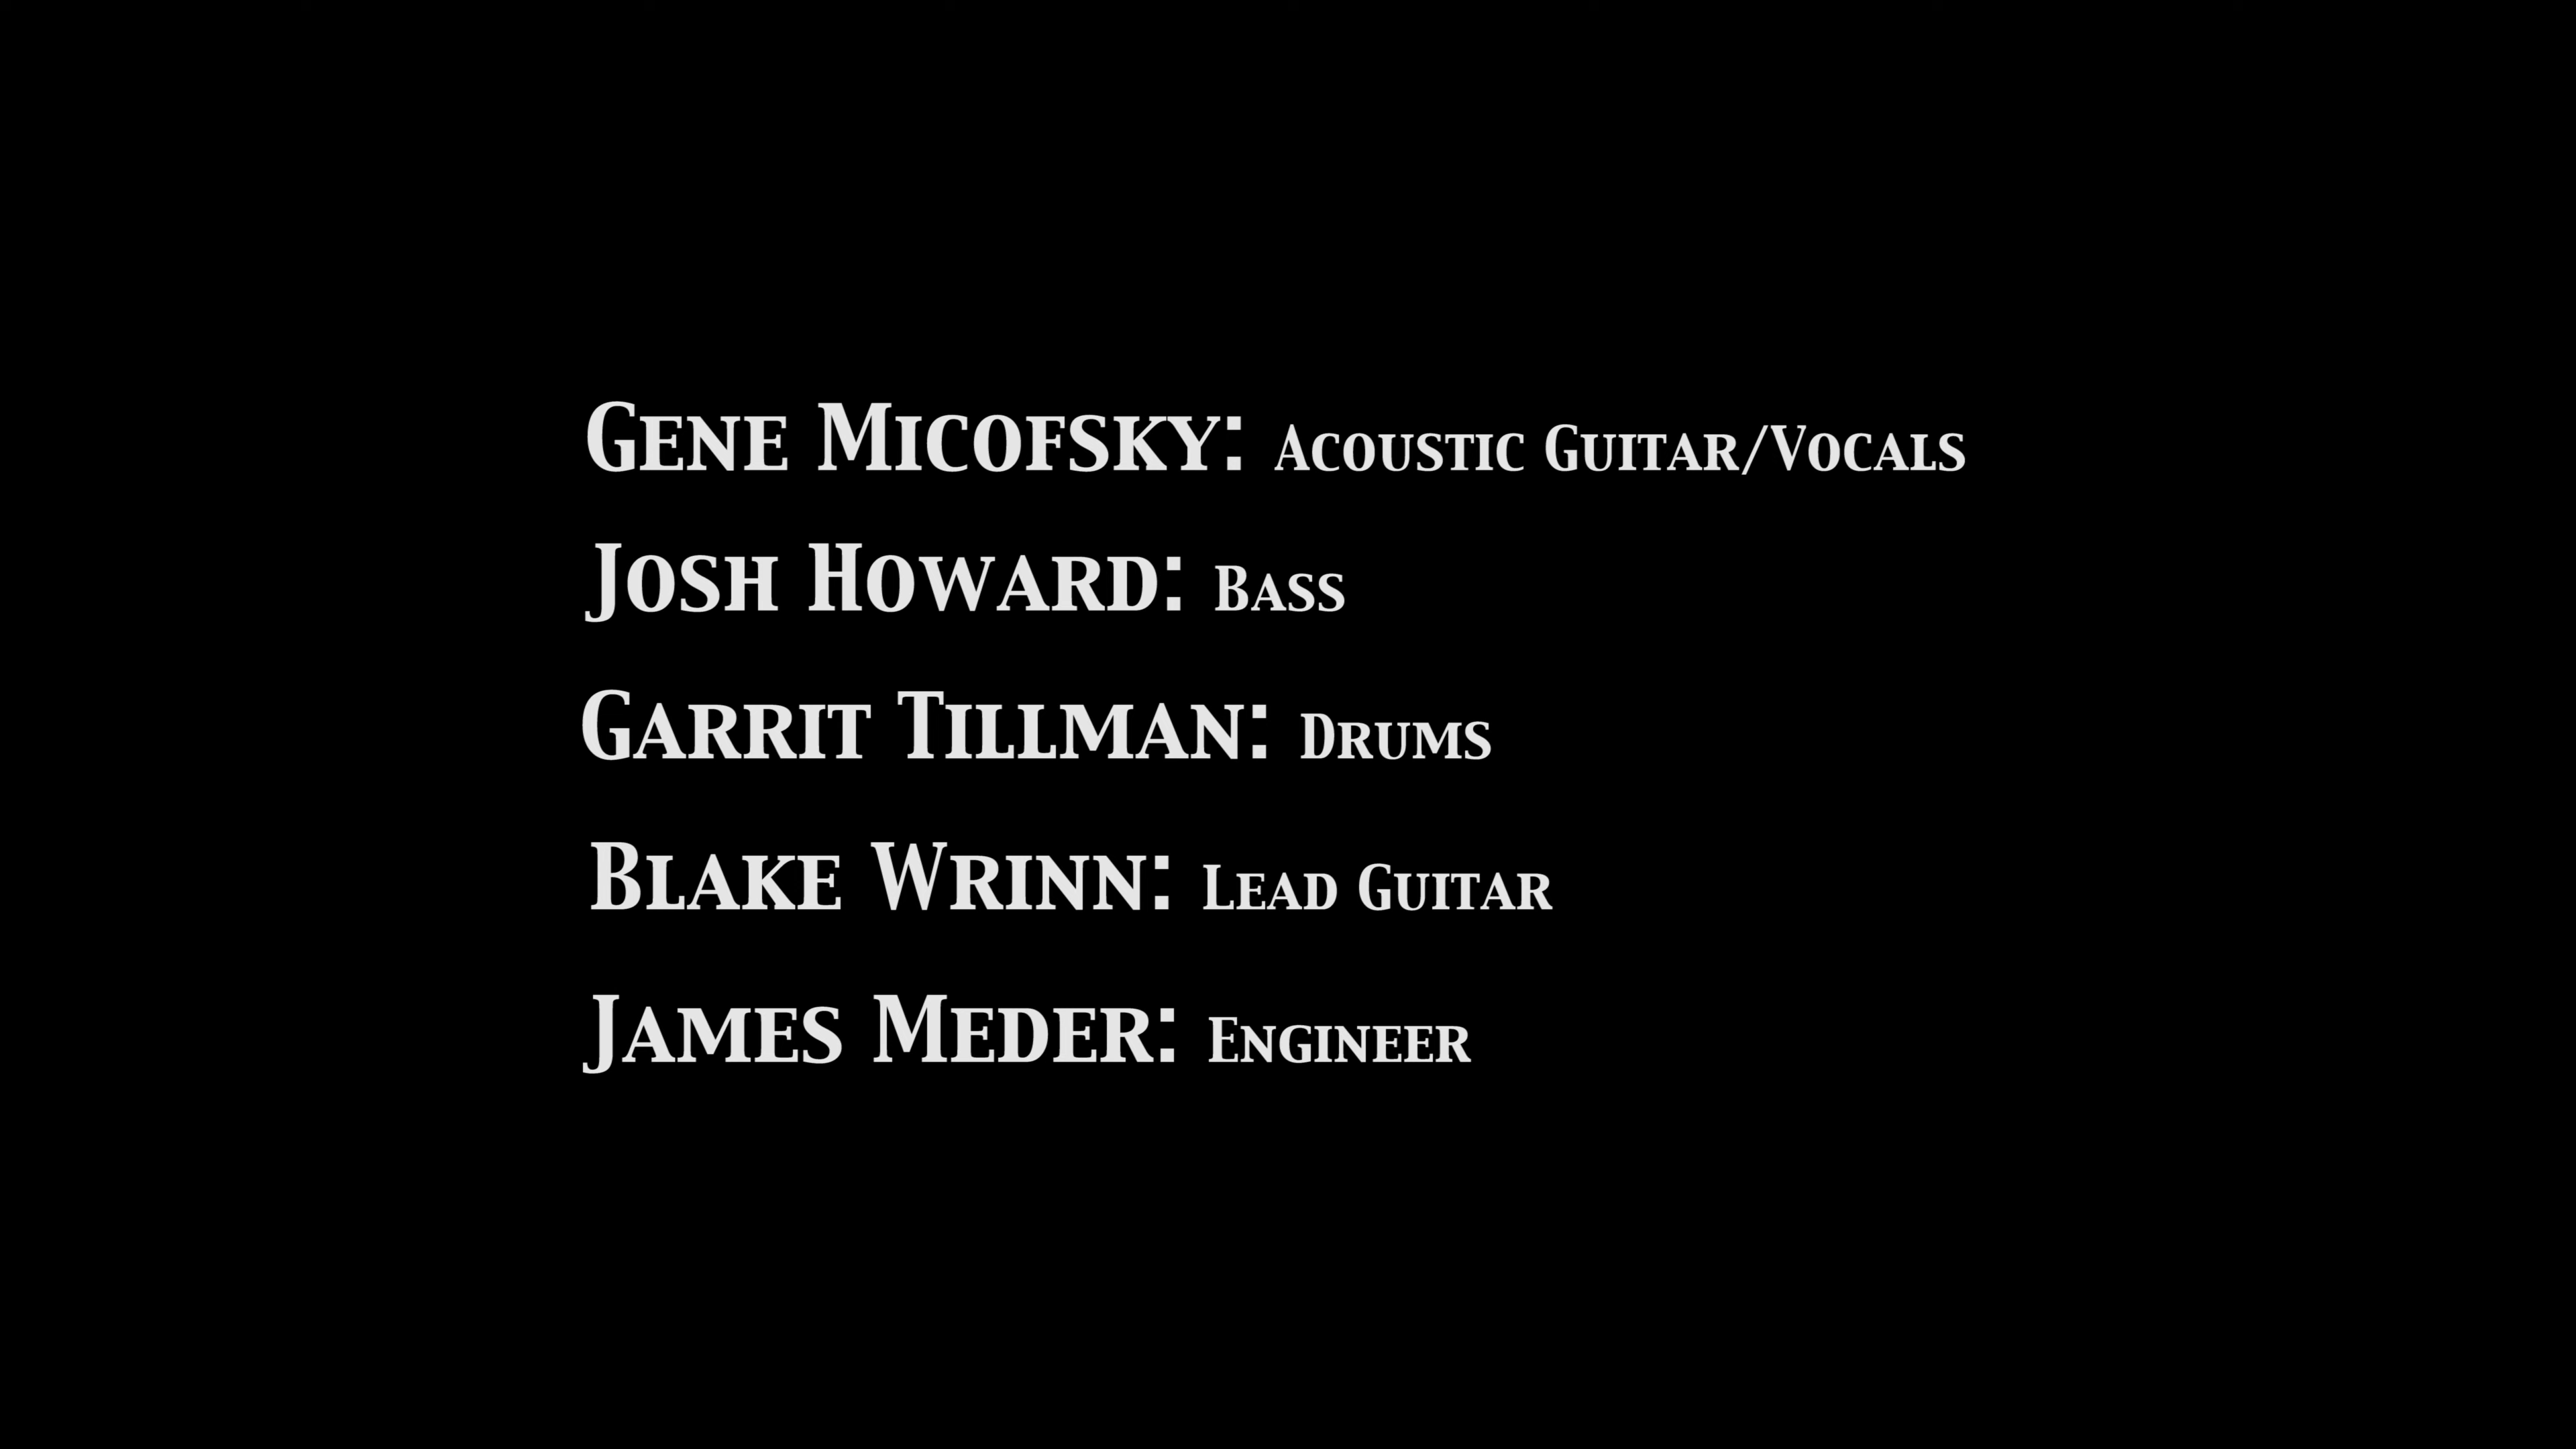 Gene Micofsky: Acoustic Guitar/Vocals
Josh Howard: Bass
Garrit Tillman: Drums
Blake Wrinn: Lead Guitar
James Meder: Engineer